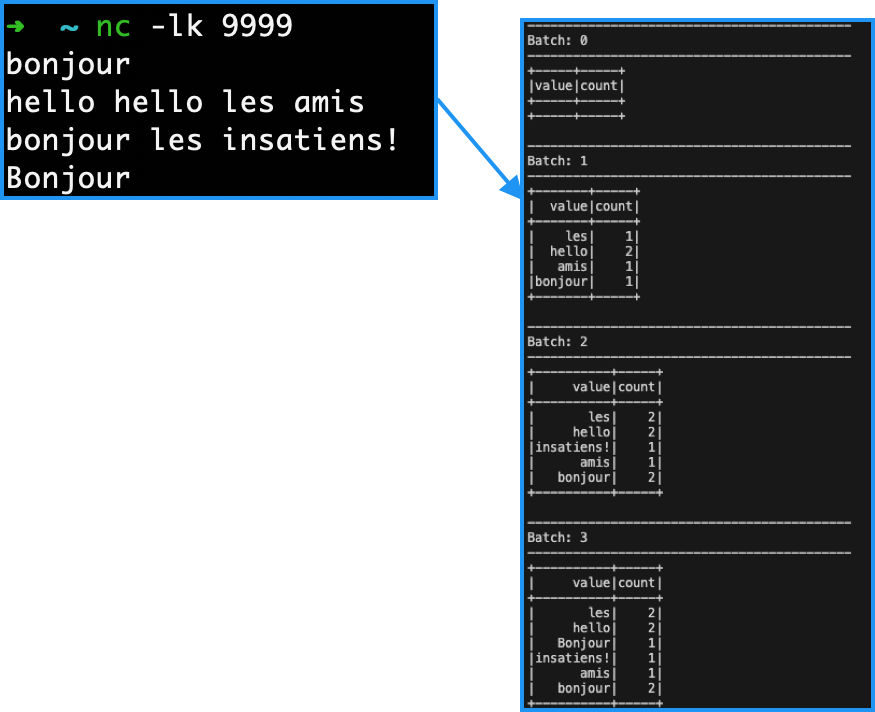 ➜  ~ nc -lk 9999
bonjour
hello hello les amis
bonjour les insatiens!
Bonjour
-------------------------------------------
Batch: 0
-------------------------------------------
+-----+-----+
|value|count|
+-----+-----+
+-----+-----+
-------------------------------------------
Batch: 1
-------------------------------------------
+-------+-----+
|  value|count|
+-------+-----+
|    les|    1|
|  hello|    2|
|   amis|    1|
|bonjour|    1|
+-------+-----+
-------------------------------------------
Batch: 2
-------------------------------------------
+----------+-----+
|     value|count|
+----------+-----+
|       les|    2|
|     hello|    2|
|insatiens!|    1|
|      amis|    1|
|   bonjour|    2|
+----------+-----+
-------------------------------------------
Batch: 3
-------------------------------------------
+----------+-----+
|     value|count|
+----------+-----+
|       les|    2|
|     hello|    2|
|   Bonjour|    1|
|insatiens!|    1|
|      amis|    1|
|   bonjour|    2|
+----------+-----+